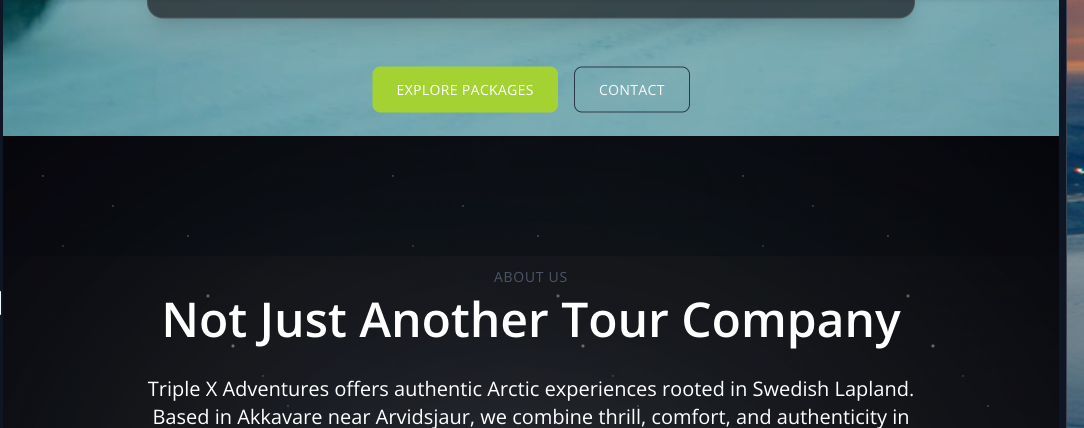 EXPLORE PACKAGES
CONTACT
ABOUT US
Not Just Another Tour Company
Triple X Adventures offers authentic Arctic experiences rooted in Swedish Lapland.
Based in Akkavare near Arvidsjaur, we combine thrill, comfort, and authenticity in